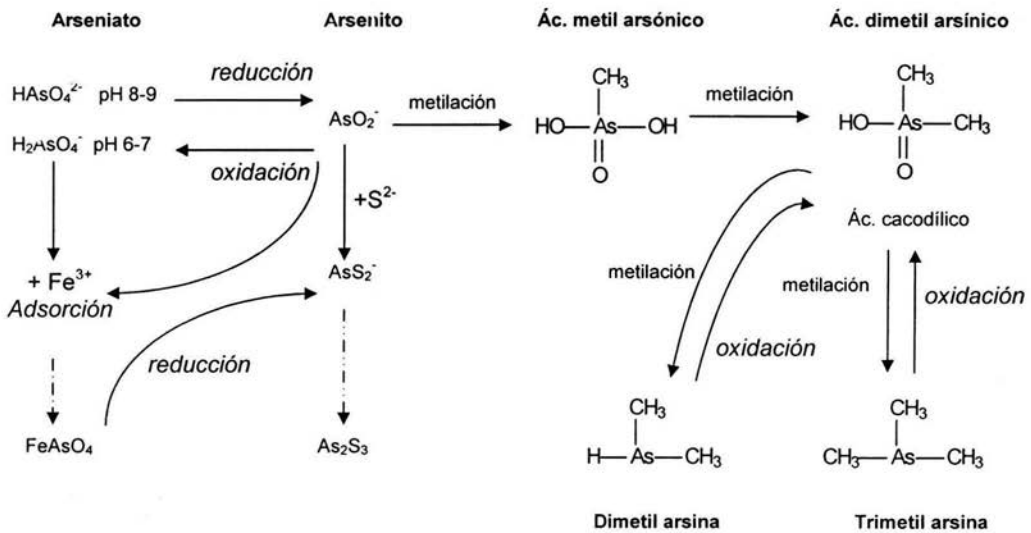 Arseniato Arsenito Ác. metil arsónico Ác. dimetil arsínico
HAsO₄²⁻ pH 8-9 reducción AsO₂⁻ metilación
H₂AsO₄⁻ pH 6-7 oxidación
CH₃
HO—As—OH
O
metilación
CH₃
HO—As—CH₃
O
Ác. cacodílico
+S²⁻
+ Fe³⁺
Adsorción
AsS₂⁻
reducción
FeAsO₄ As₂S₃
metilación oxidación
metilación oxidación
CH₃
H—As—CH₃
Dimetil arsina
CH₃
CH₃—As—CH₃
Trimetil arsina